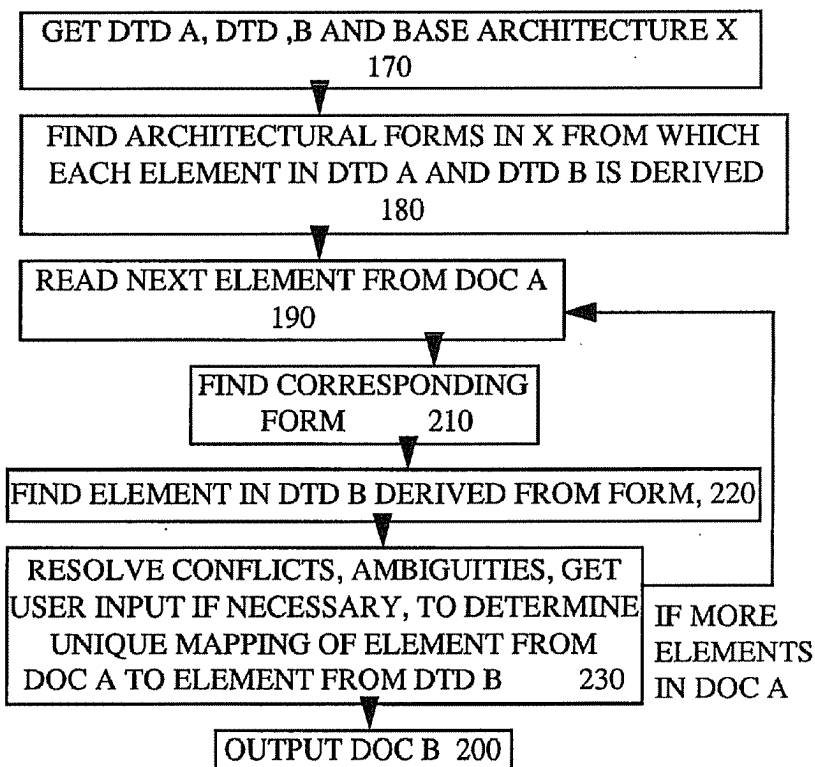 GET DTD A, DTD ,B AND BASE ARCHITECTURE X
170
FIND ARCHITECTURAL FORMS IN X FROM WHICH
EACH ELEMENT IN DTD A AND DTD B IS DERIVED
180
READ NEXT ELEMENT FROM DOC A
190
FIND CORRESPONDING
FORM 210
FIND ELEMENT IN DTD B DERIVED FROM FORM, 220
RESOLVE CONFLICTS, AMBIGUITIES, GET
USER INPUT IF NECESSARY, TO DETERMINE
UNIQUE MAPPING OF ELEMENT FROM
DOC A TO ELEMENT FROM DTD B 230
IF MORE
ELEMENTS
IN DOC A
OUTPUT DOC B 200